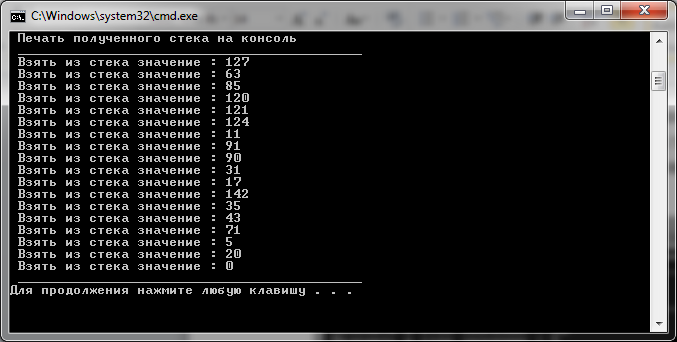 C:\Windows\system32\cmd.exe
Печать полученного стека на консоль
Взять из стека значение : 127
Взять из стека значение : 63
Взять из стека значение : 85
Взять из стека значение : 120
Взять из стека значение : 121
Взять из стека значение : 124
Взять из стека значение : 11
Взять из стека значение : 91
Взять из стека значение : 90
Взять из стека значение : 31
Взять из стека значение : 17
Взять из стека значение : 142
Взять из стека значение : 35
Взять из стека значение : 43
Взять из стека значение : 71
Взять из стека значение : 5
Взять из стека значение : 20
Взять из стека значение : 0
Для продолжения нажмите любую клавишу . . .